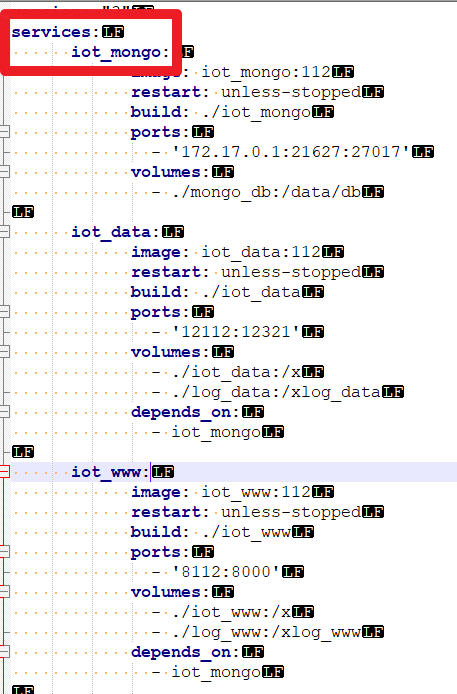 services:LF
iot_mongo:LF
image: iot_mongo:112LF
restart: unless-stoppedLF
build: ./iot_mongoLF
ports:LF
- '172.17.0.1:21627:27017'LF
volumes:LF
- ./mongo_db:/data/dbLF
LF
iot_data:LF
image: iot_data:112LF
restart: unless-stoppedLF
build: ./iot_dataLF
ports:LF
- '12112:12321'LF
volumes:LF
- ./iot_data:/xLF
- ./log_data:/xlog_dataLF
depends_on:LF
- iot_mongoLF
LF
iot_www:LF
image: iot_www:112LF
restart: unless-stoppedLF
build: ./iot_wwwLF
ports:LF
- '8112:8000'LF
volumes:LF
- ./iot_www:/xLF
- ./log_www:/xlog_wwwLF
depends_on:LF
- iot_mongoLF
LF